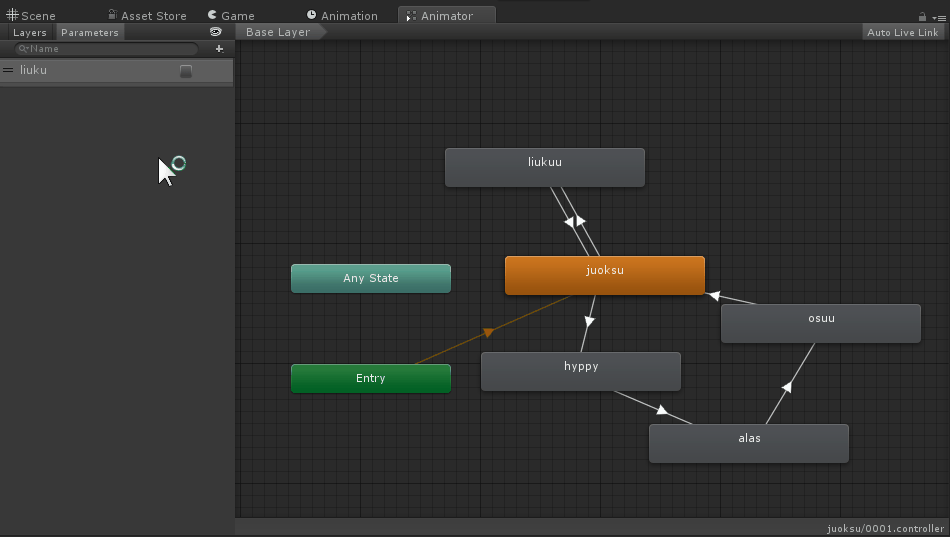 Scene Asset Store Game Animation Animator
Layers Parameters Base Layer Auto Live Link
Name
liuku
liukuu
juoksu
Any State
osuu
hyppy
Entry
alas
juoksu/0001.controller